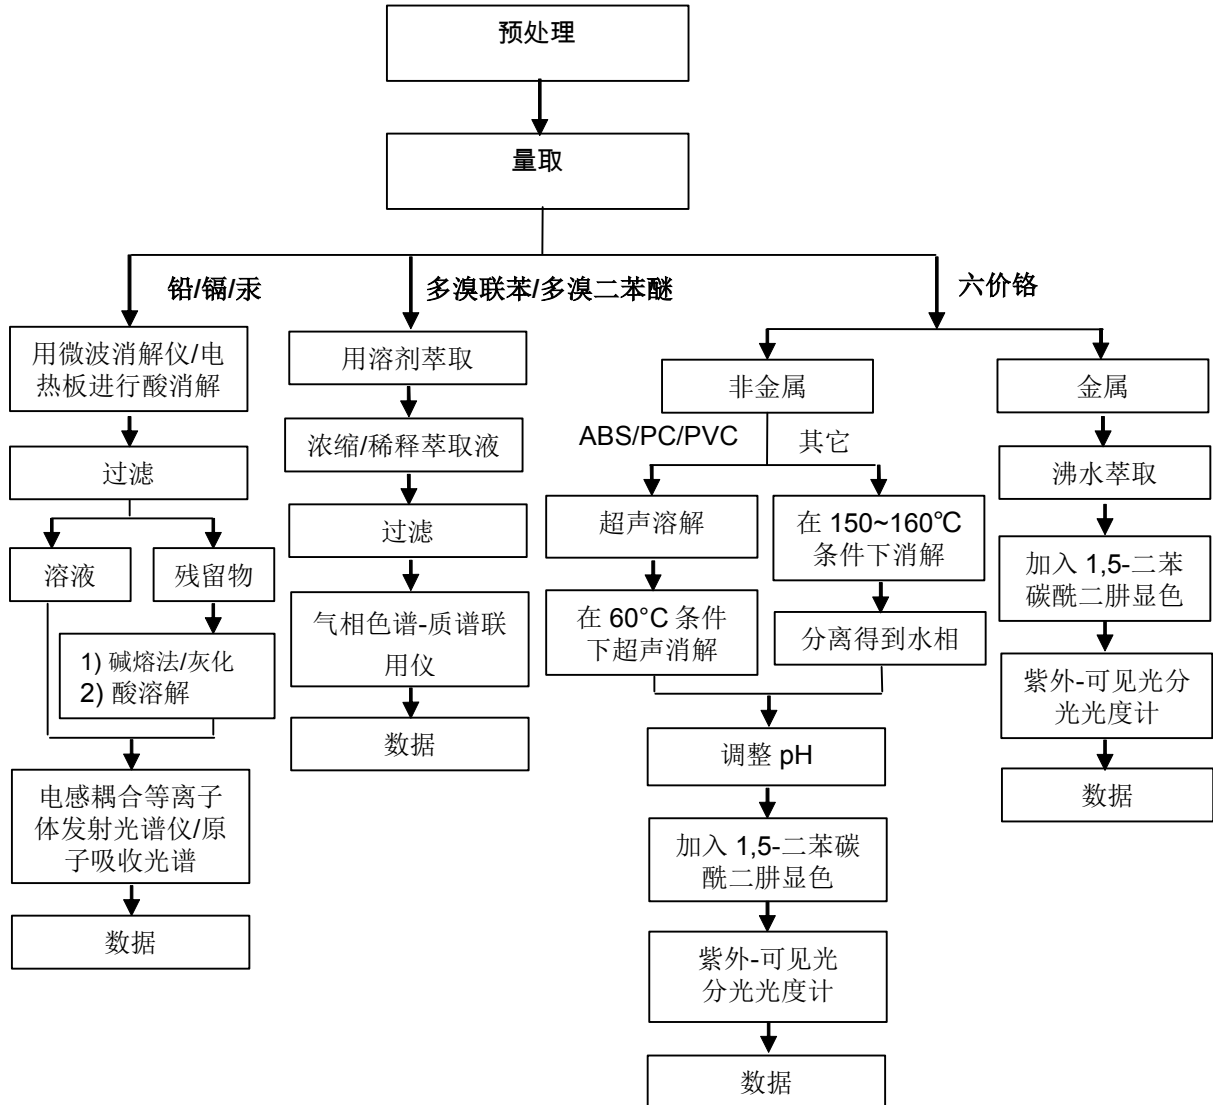 预处理
量取
铅/镉/汞
多溴联苯/多溴二苯醚
六价铬
用微波消解仪/电
热板进行酸消解
过滤
溶液
残留物
1) 碱熔法/灰化
2) 酸溶解
电感耦合等离子
体发射光谱仪/原
子吸收光谱
数据
用溶剂萃取
浓缩/稀释萃取液
过滤
气相色谱-质谱联
用仪
数据
非金属
ABS/PC/PVC
其它
超声溶解
在 60°C 条件
下超声消解
在 150~160℃
条件下消解
分离得到水相
调整 pH
加入 1,5-二苯碳
酰二肼显色
紫外-可见光
分光光度计
数据
金属
沸水萃取
加入 1,5-二苯
碳酰二肼显色
紫外-可见光分
光光度计
数据